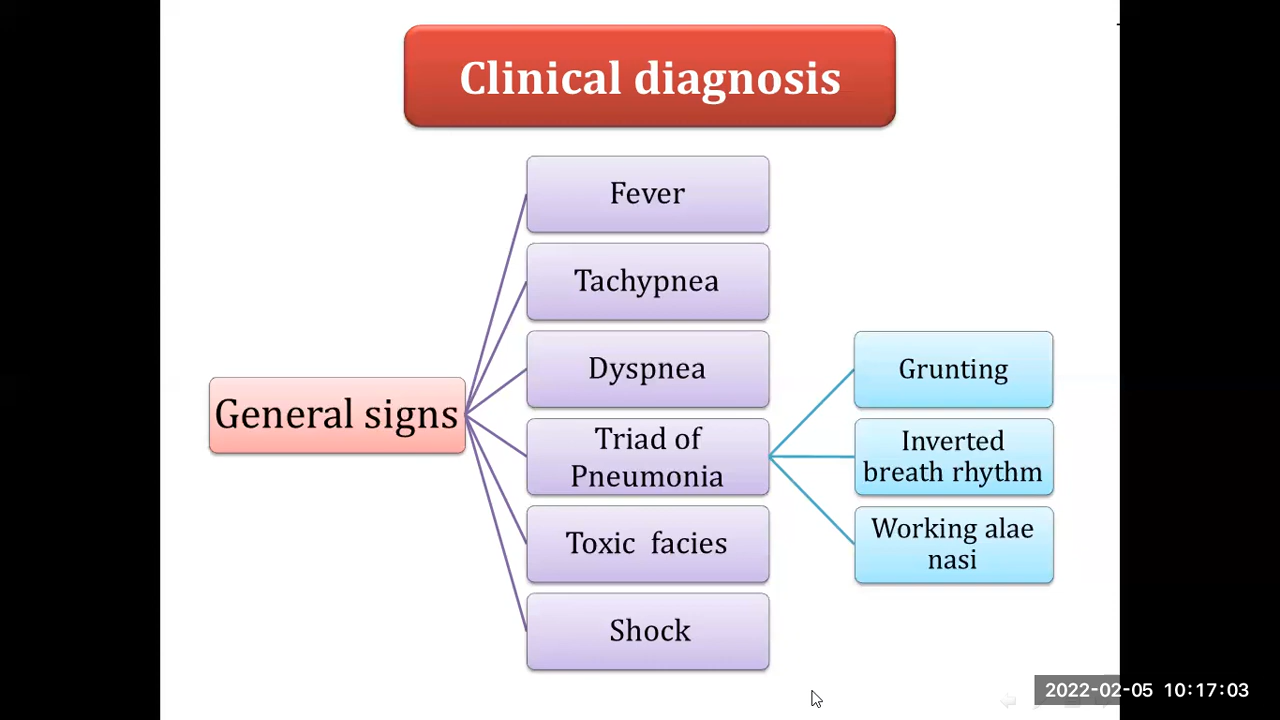 Clinical diagnosis
Fever
Tachypnea
Dyspnea
General signs
Triad of
Pneumonia
Toxic facies
Shock
Grunting
Inverted
breath rhythm
Working alae
nasi
2022-02-05 10:17:03